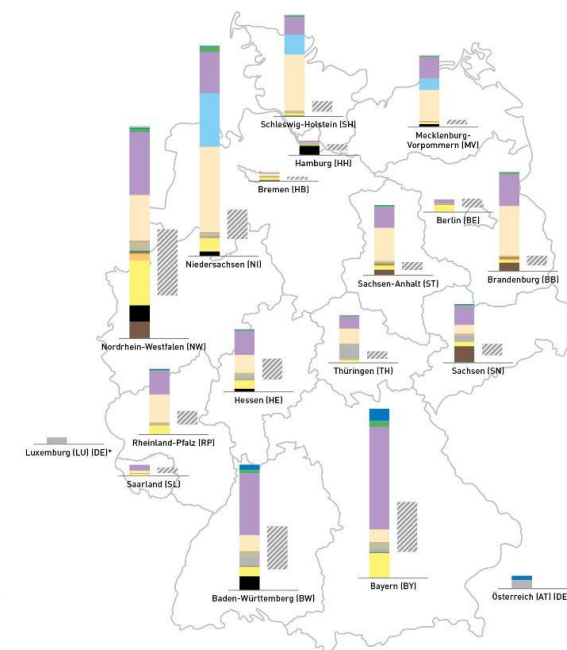 Schleswig-Holstein (SH)
Mecklenburg-
Vorpommern (MV)
Hamburg (HH)
Bremen (HB)
Berlin (BE)
Niedersachsen (NI)
Sachsen-Anhalt (ST)
Brandenburg (BB)
Nordrhein-Westfalen (NW)
Thüringen (TH)
Sachsen (SN)
Hessen (HE)
Rheinland-Pfalz (RP)
Luxemburg (LU) (DE)*
Saarland (SL)
Bayern (BY)
Baden-Württemberg (BW)
Österreich (AT) (DE